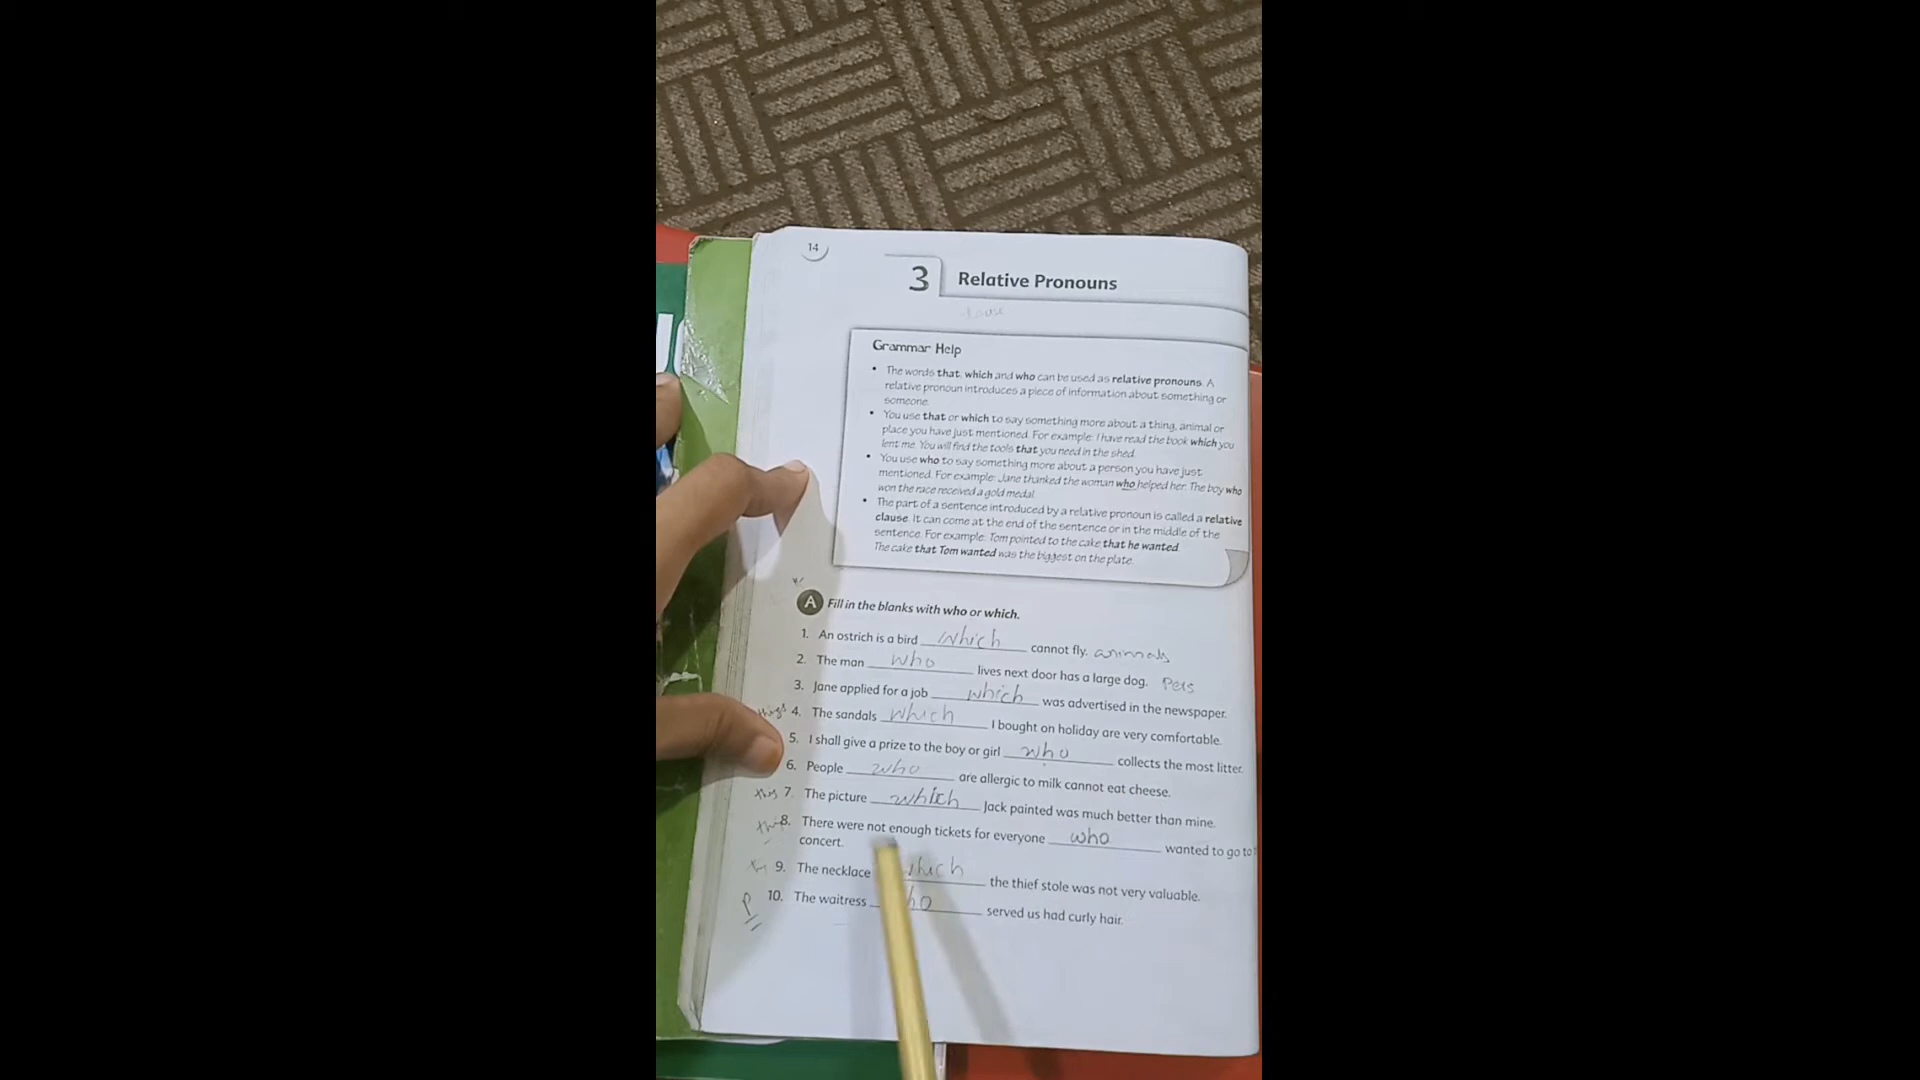 14
3 Relative Pronouns
Grammar Help
• The words that, which and who can be used as relative pronouns. A
relative pronoun introduces a piece of information about something or
someone.
• You use that or which to say something more about a thing, animal or
place you have just mentioned. For example: I have read the book which you
lent me. You will find the tools that you need in the shed.
• You use who to say something more about a person you have just
mentioned. For example: Jane thanked the woman who helped her. The boy who
won the race received a gold medal.
• The part of a sentence introduced by a relative pronoun is called a relative
clause. It can come at the end of the sentence or in the middle of the
sentence. For example: Tom pointed to the cake that he wanted.
The cake that Tom wanted was the biggest on the plate.
A Fill in the blanks with who or which.
1. An ostrich is a bird which cannot fly. animals
2. The man who lives next door has a large dog. Pers
3. Jane applied for a job which was advertised in the newspaper.
things 4. The sandals which I bought on holiday are very comfortable.
5. I shall give a prize to the boy or girl who collects the most litter.
6. People who are allergic to milk cannot eat cheese.
7. The picture which Jack painted was much better than mine.
8. There were not enough tickets for everyone who wanted to go to
concert.
9. The necklace which the thief stole was not very valuable.
P 10. The waitress ho served us had curly hair.